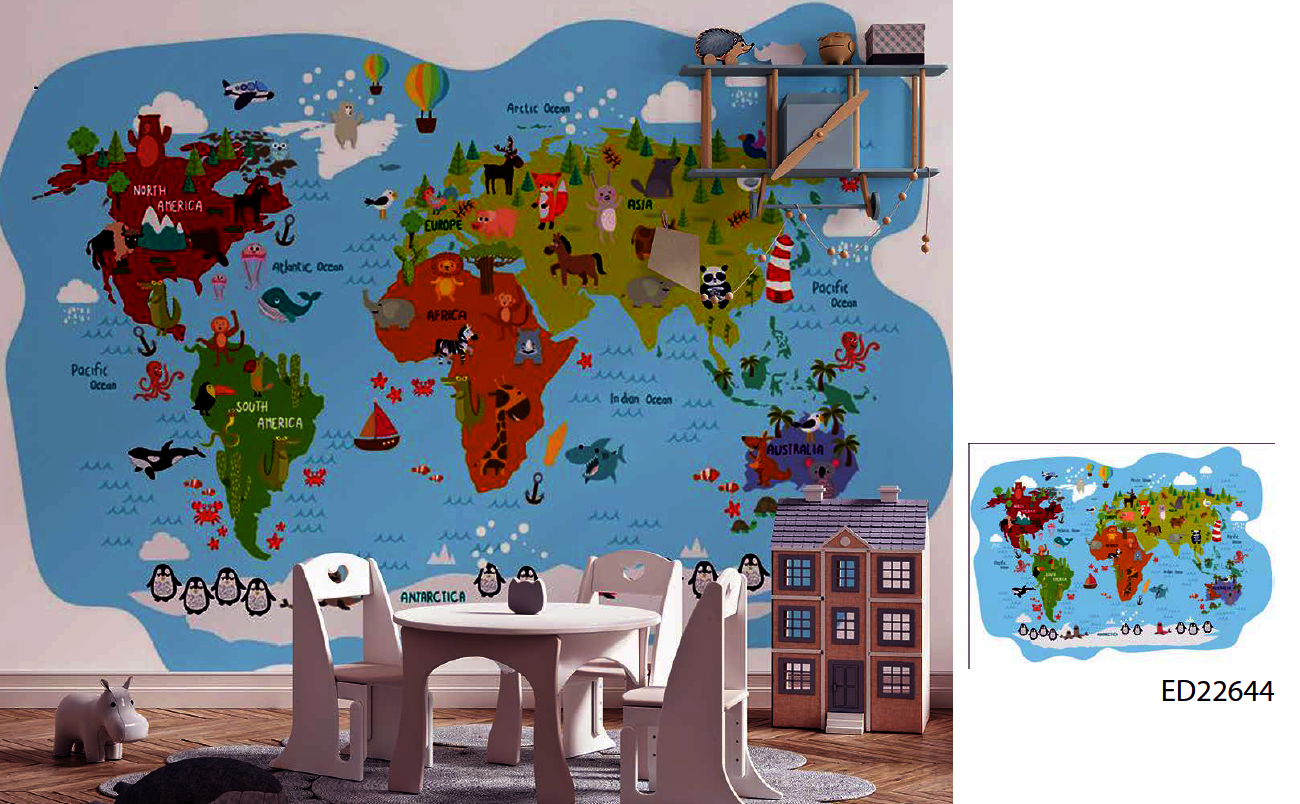 Arctic Ocean
NORTH
AMERICA
EUROPE
ASIA
Atlantic Ocean
Pacific
Ocean
AFRICA
Pacific
Ocean
Indian Ocean
SOUTH
AMERICA
AUSTRALIA
ANTARCTICA
ED22644